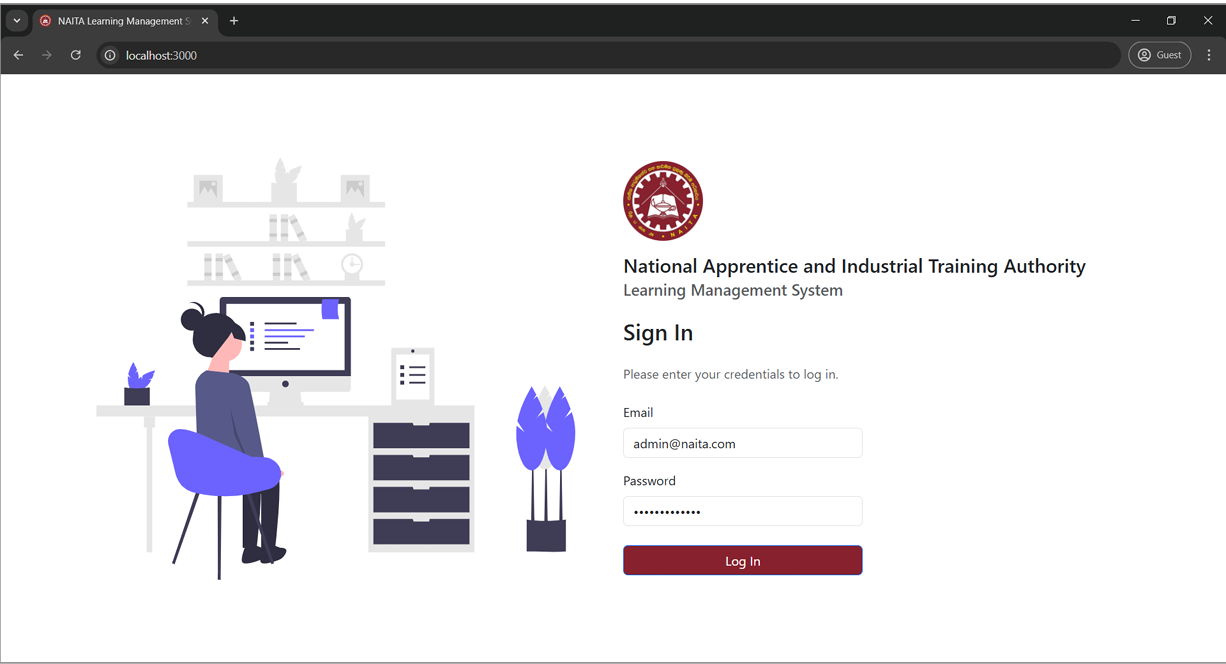 NAITA Learning Management S
localhost:3000
Guest
NAITA
National Apprentice and Industrial Training Authority
Learning Management System
Sign In
Please enter your credentials to log in.
Email
admin@naita.com
Password
•••••••••••••
Log In